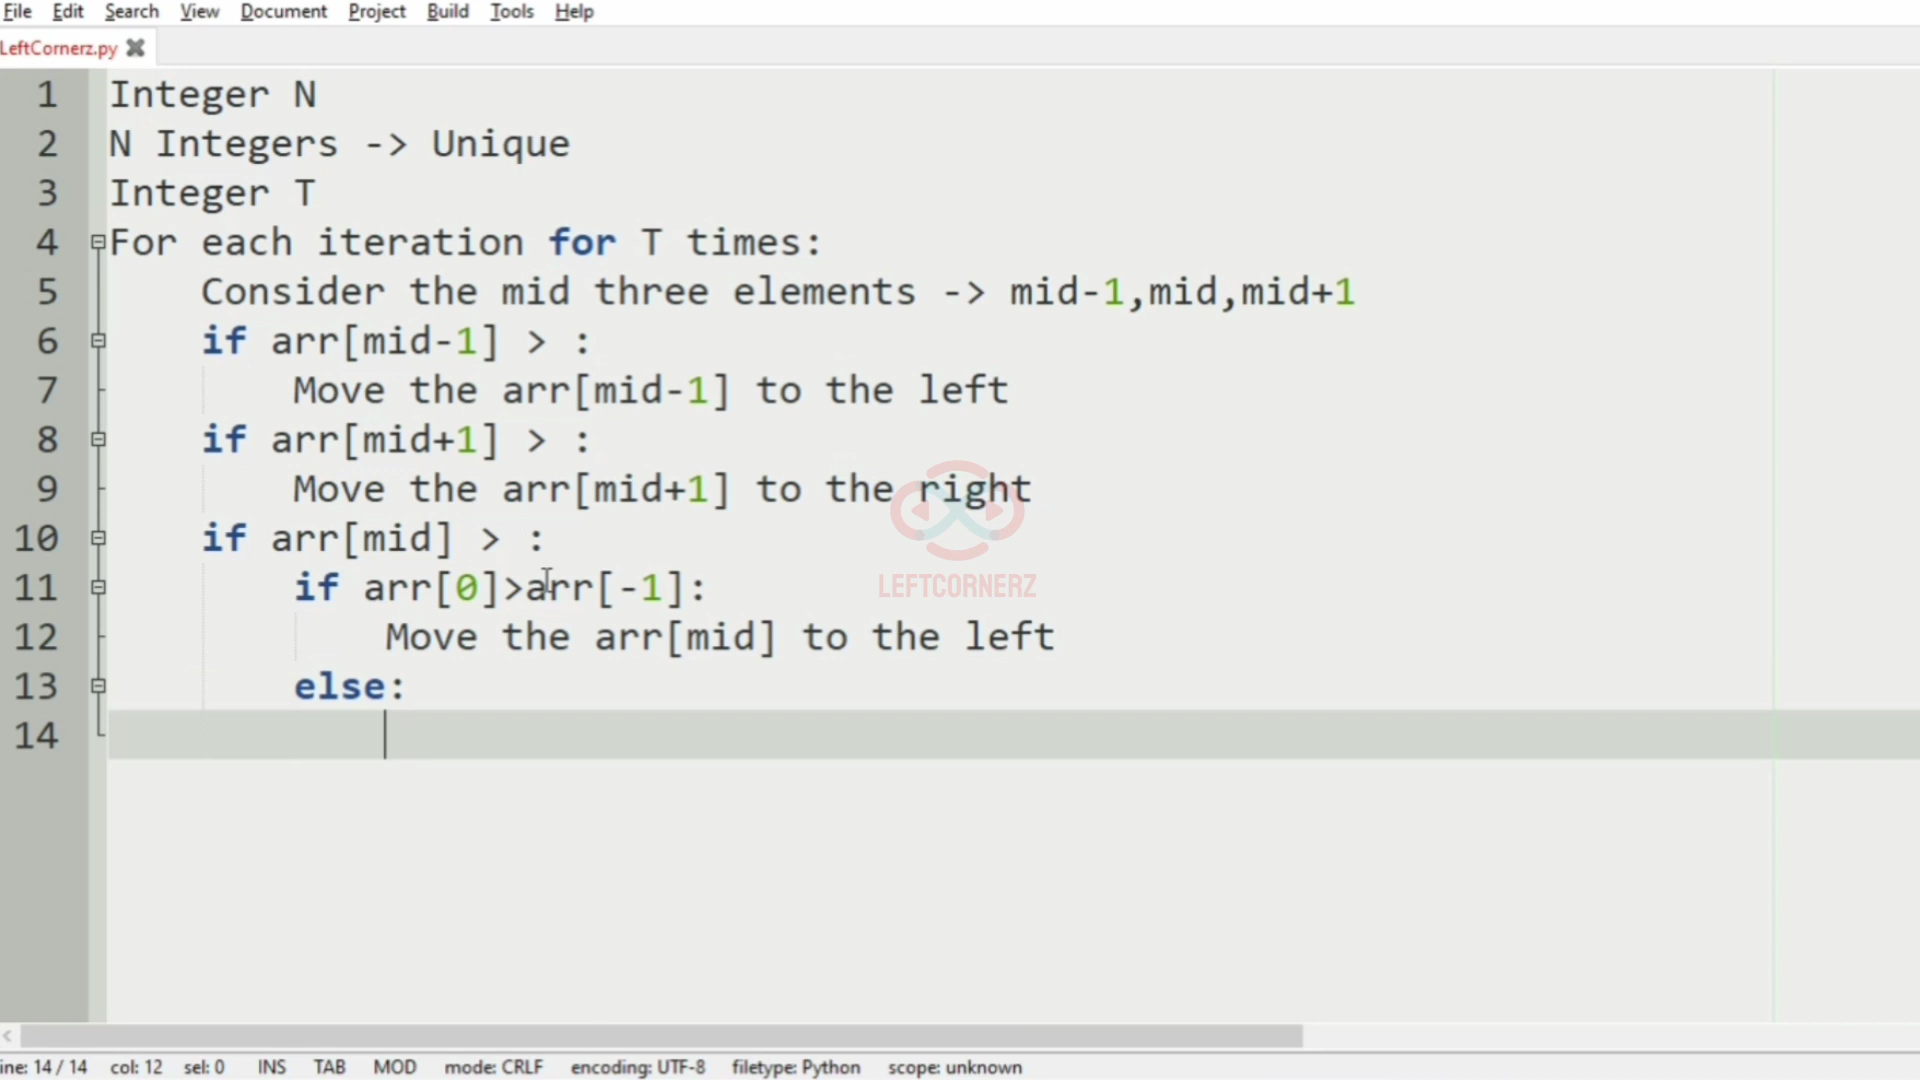 File Edit Search View Document Project Build Tools Help
LeftCornerz.py
1 Integer N
2 N Integers -> Unique
3 Integer T
4 For each iteration for T times:
5 Consider the mid three elements -> mid-1,mid,mid+1
6 if arr[mid-1] > :
7 Move the arr[mid-1] to the left
8 if arr[mid+1] > :
9 Move the arr[mid+1] to the right
10 if arr[mid] > :
11 if arr[0]>arr[-1]:
LEFTCORNERZ
12 Move the arr[mid] to the left
13 else:
14
ine: 14 / 14 col: 12 sel: 0 INS TAB MOD mode: CRLF encoding: UTF-8 filetype: Python scope: unknown